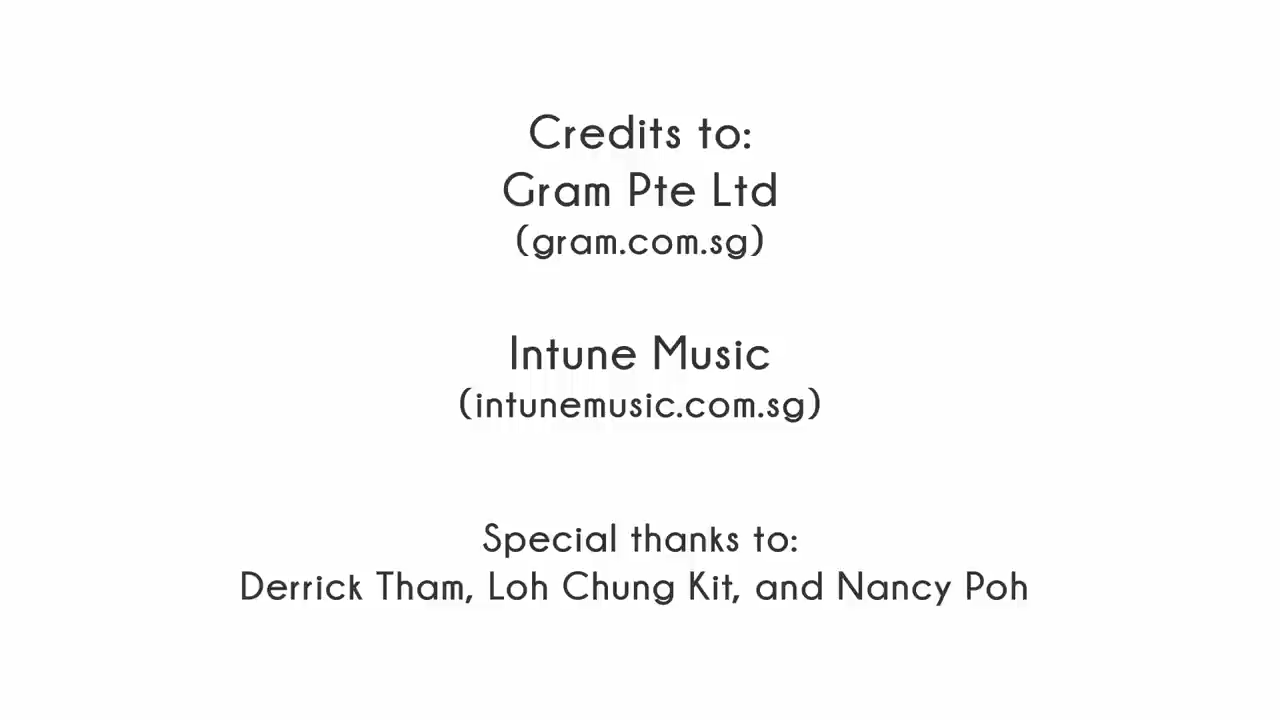 Credits to:
Gram Pte Ltd
(gram.com.sg)
Intune Music
(intunemusic.com.sg)
Special thanks to:
Derrick Tham, Loh Chung Kit, and Nancy Poh